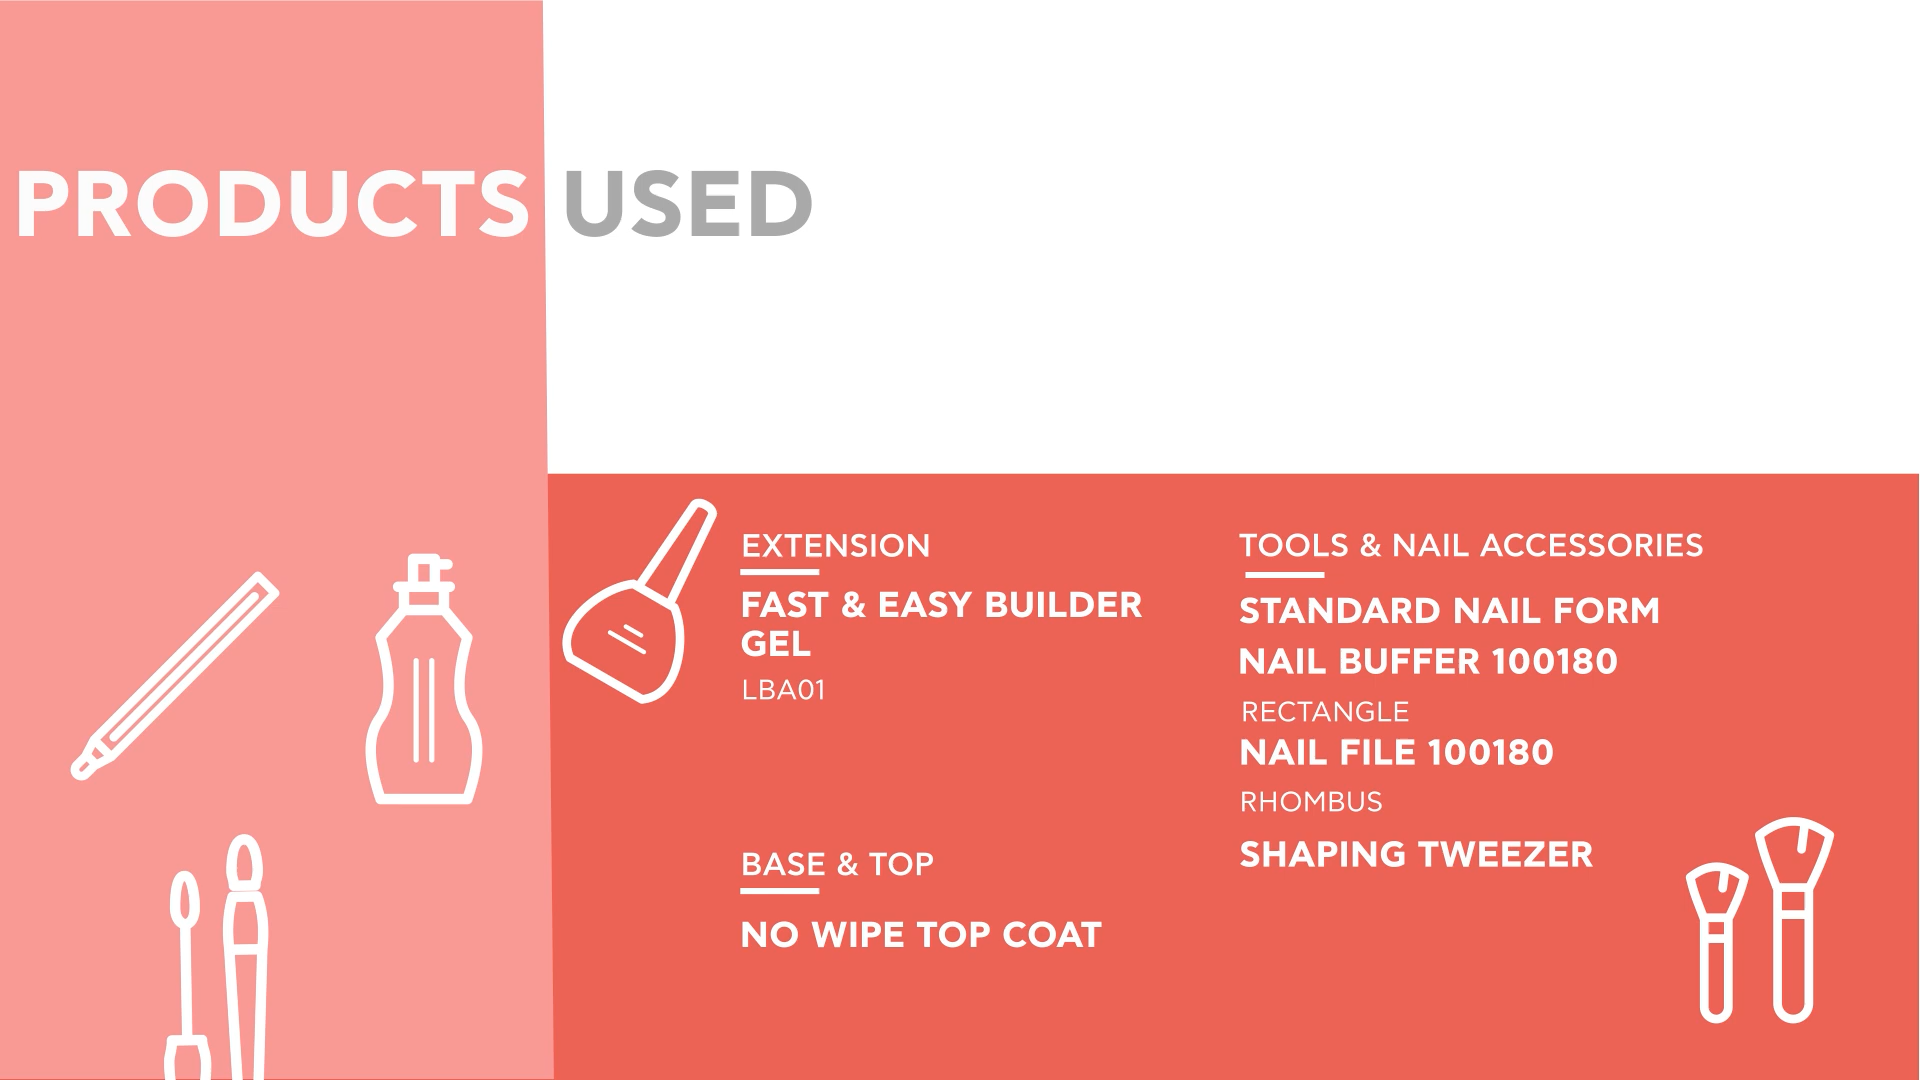 PRODUCTS USED
EXTENSION
FAST & EASY BUILDER
GEL
LBA01
BASE & TOP
NO WIPE TOP COAT
TOOLS & NAIL ACCESSORIES
STANDARD NAIL FORM
NAIL BUFFER 100180
RECTANGLE
NAIL FILE 100180
RHOMBUS
SHAPING TWEEZER